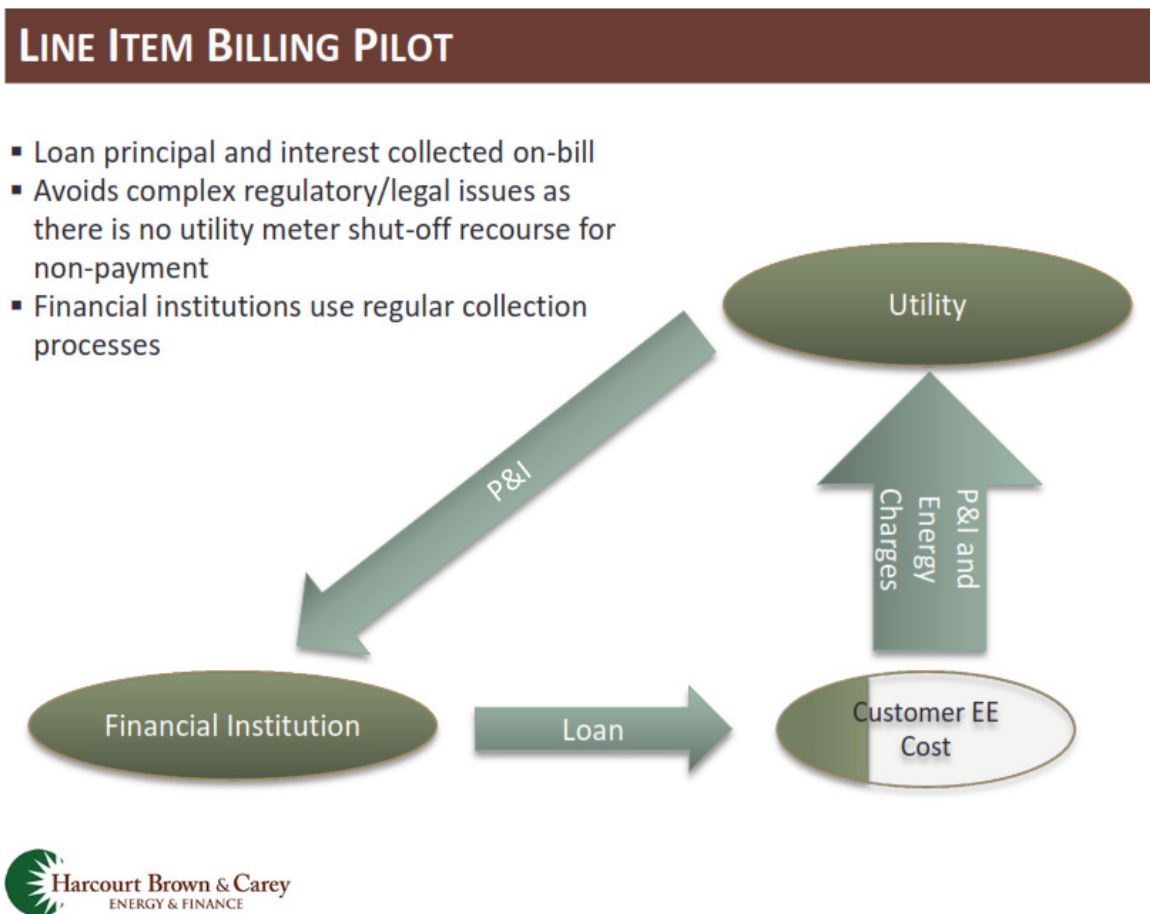 LINE ITEM BILLING PILOT
▪ Loan principal and interest collected on-bill
▪ Avoids complex regulatory/legal issues as
there is no utility meter shut-off recourse for
non-payment
▪ Financial institutions use regular collection
processes
Utility
P&I
P&I and
Energy
Charges
Financial Institution
Loan
Customer EE
Cost
Harcourt Brown & Carey
ENERGY & FINANCE